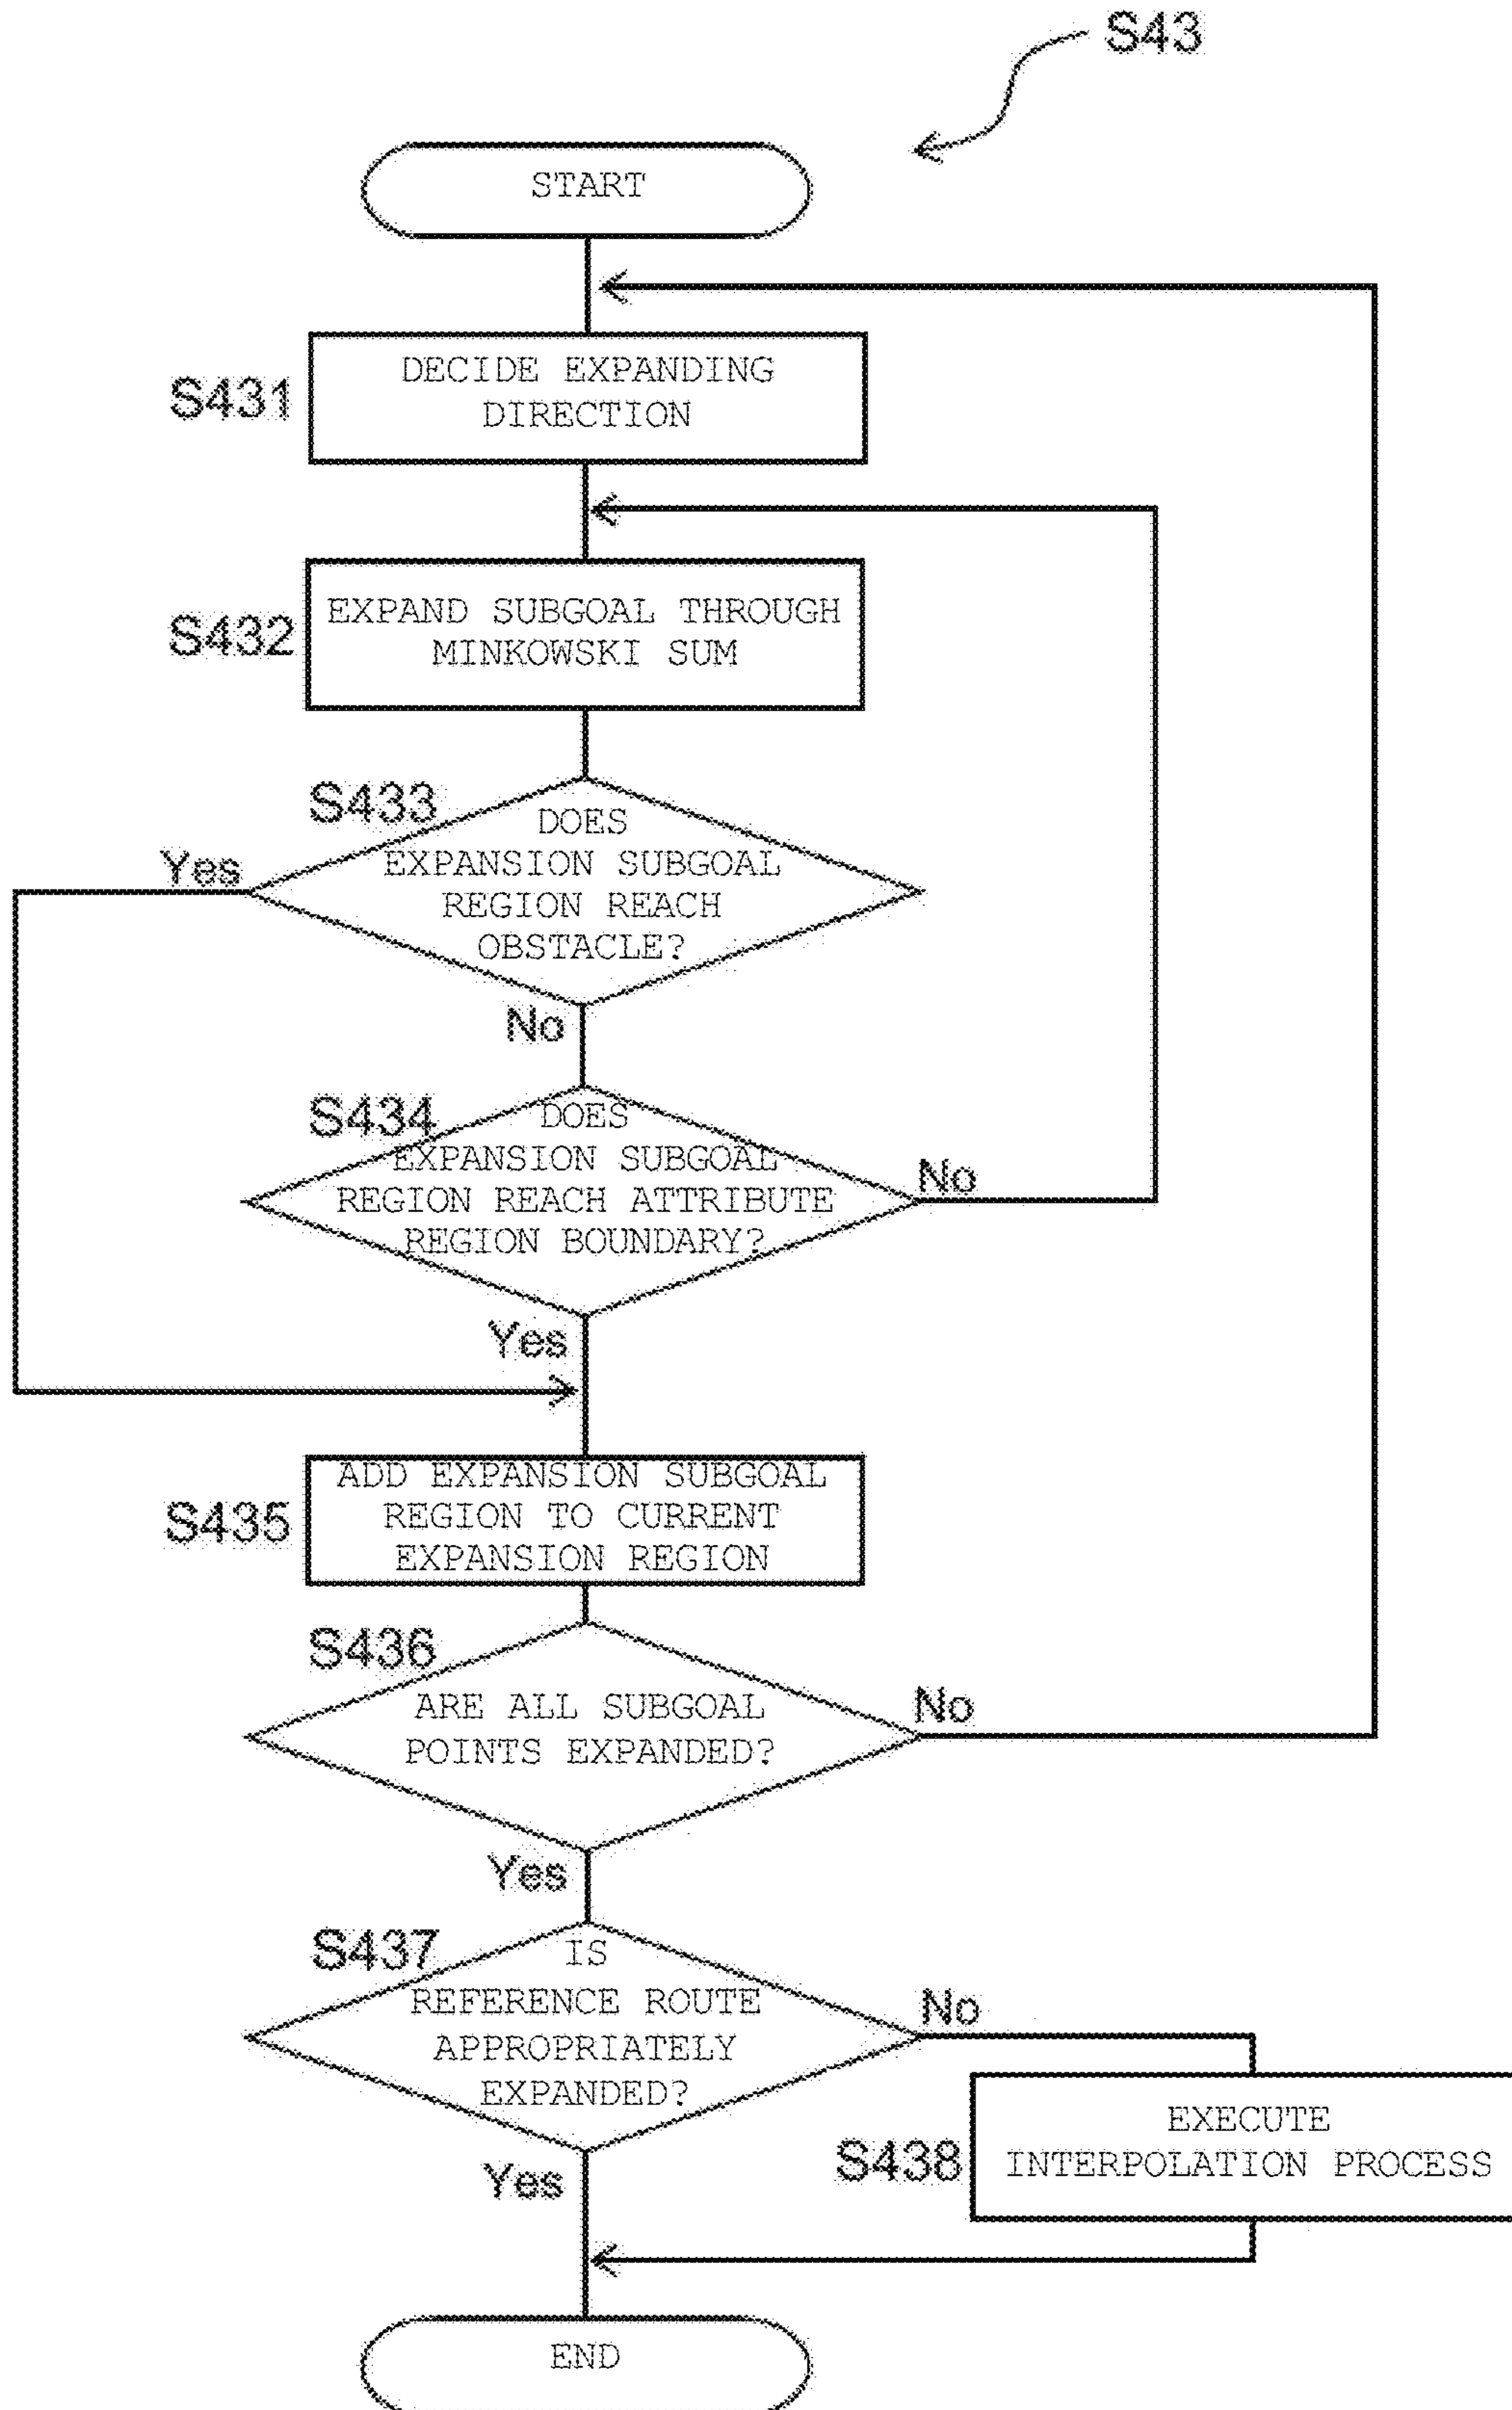 S43
START
S431
DECIDE EXPANDING
DIRECTION
S432
EXPAND SUBGOAL THROUGH
MINKOWSKI SUM
S433
DOES
EXPANSION SUBGOAL
REGION REACH
OBSTACLE?
Yes
No
S434
DOES
EXPANSION SUBGOAL
REGION REACH ATTRIBUTE
REGION BOUNDARY?
No
Yes
S435
ADD EXPANSION SUBGOAL
REGION TO CURRENT
EXPANSION REGION
S436
ARE ALL SUBGOAL
POINTS EXPANDED?
No
Yes
S437
IS
REFERENCE ROUTE
APPROPRIATELY
EXPANDED?
No
Yes
S438
EXECUTE
INTERPOLATION PROCESS
END